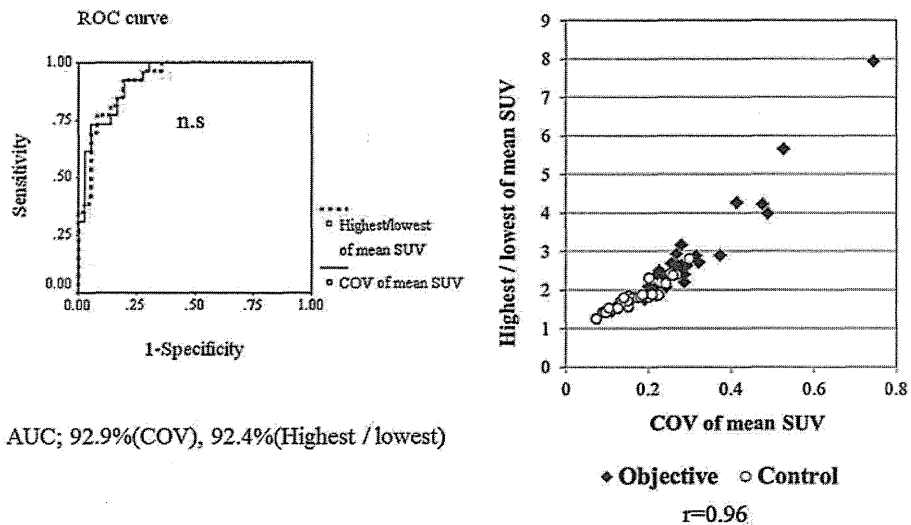 ROC curve
1.00
.75
.50
.25
0.00
Sensitivity
n.s
0.00
.25
.50
.75
1.00
1-Specificity
Highest/lowest
of mean SUV
COV of mean SUV
AUC; 92.9%(COV), 92.4%(Highest / lowest)
9
8
7
6
5
4
3
2
1
0
Highest / lowest of mean SUV
0
0.2
0.4
0.6
0.8
COV of mean SUV
Objective
Control
r=0.96